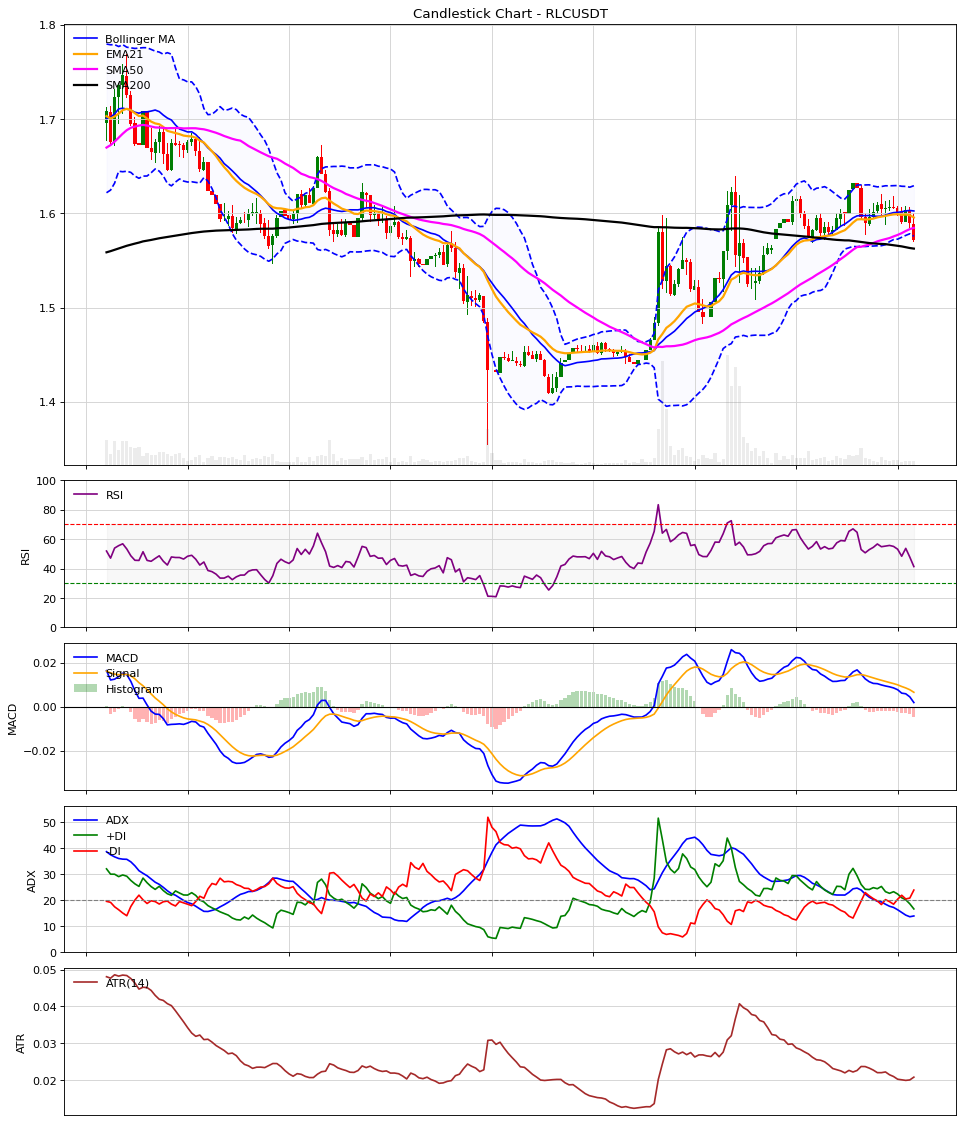 Candlestick Chart - RLCUSDT
1.8
1.7
1.6
1.5
1.4
Bollinger MA
EMA21
SMA50
SMA200
100
80
60
40
20
0
RSI
RSI
0.02
0.00
−0.02
MACD
MACD
Signal
Histogram
50
40
30
20
10
0
ADX
ADX
+DI
-DI
0.05
0.04
0.03
0.02
ATR
ATR(14)